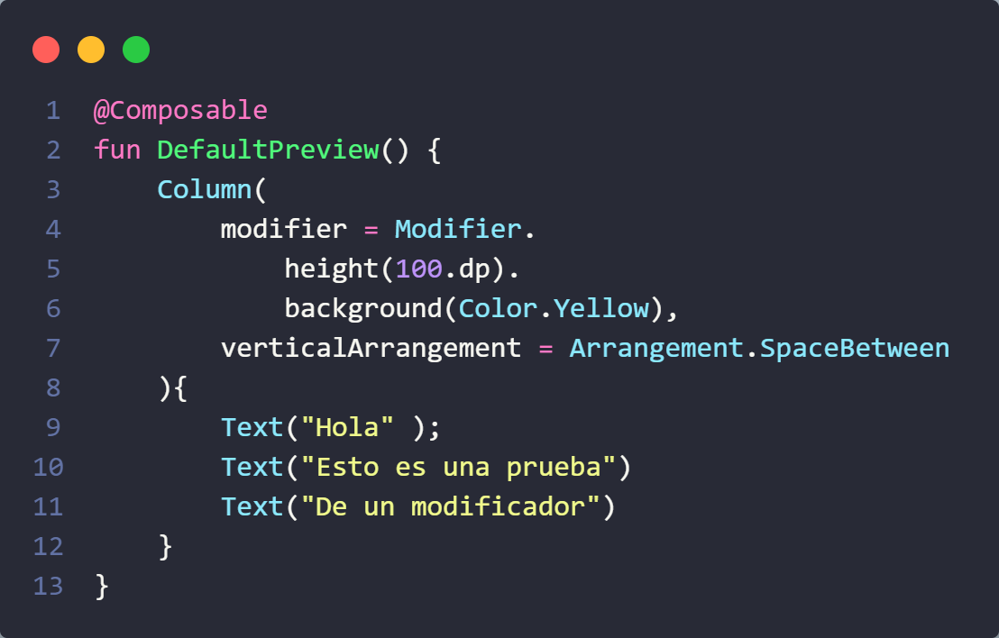 1 @Composable
2 fun DefaultPreview() {
3     Column(
4         modifier = Modifier.
5             height(100.dp).
6             background(Color.Yellow),
7         verticalArrangement = Arrangement.SpaceBetween
8     ){
9         Text("Hola" );
10         Text("Esto es una prueba")
11         Text("De un modificador")
12     }
13 }